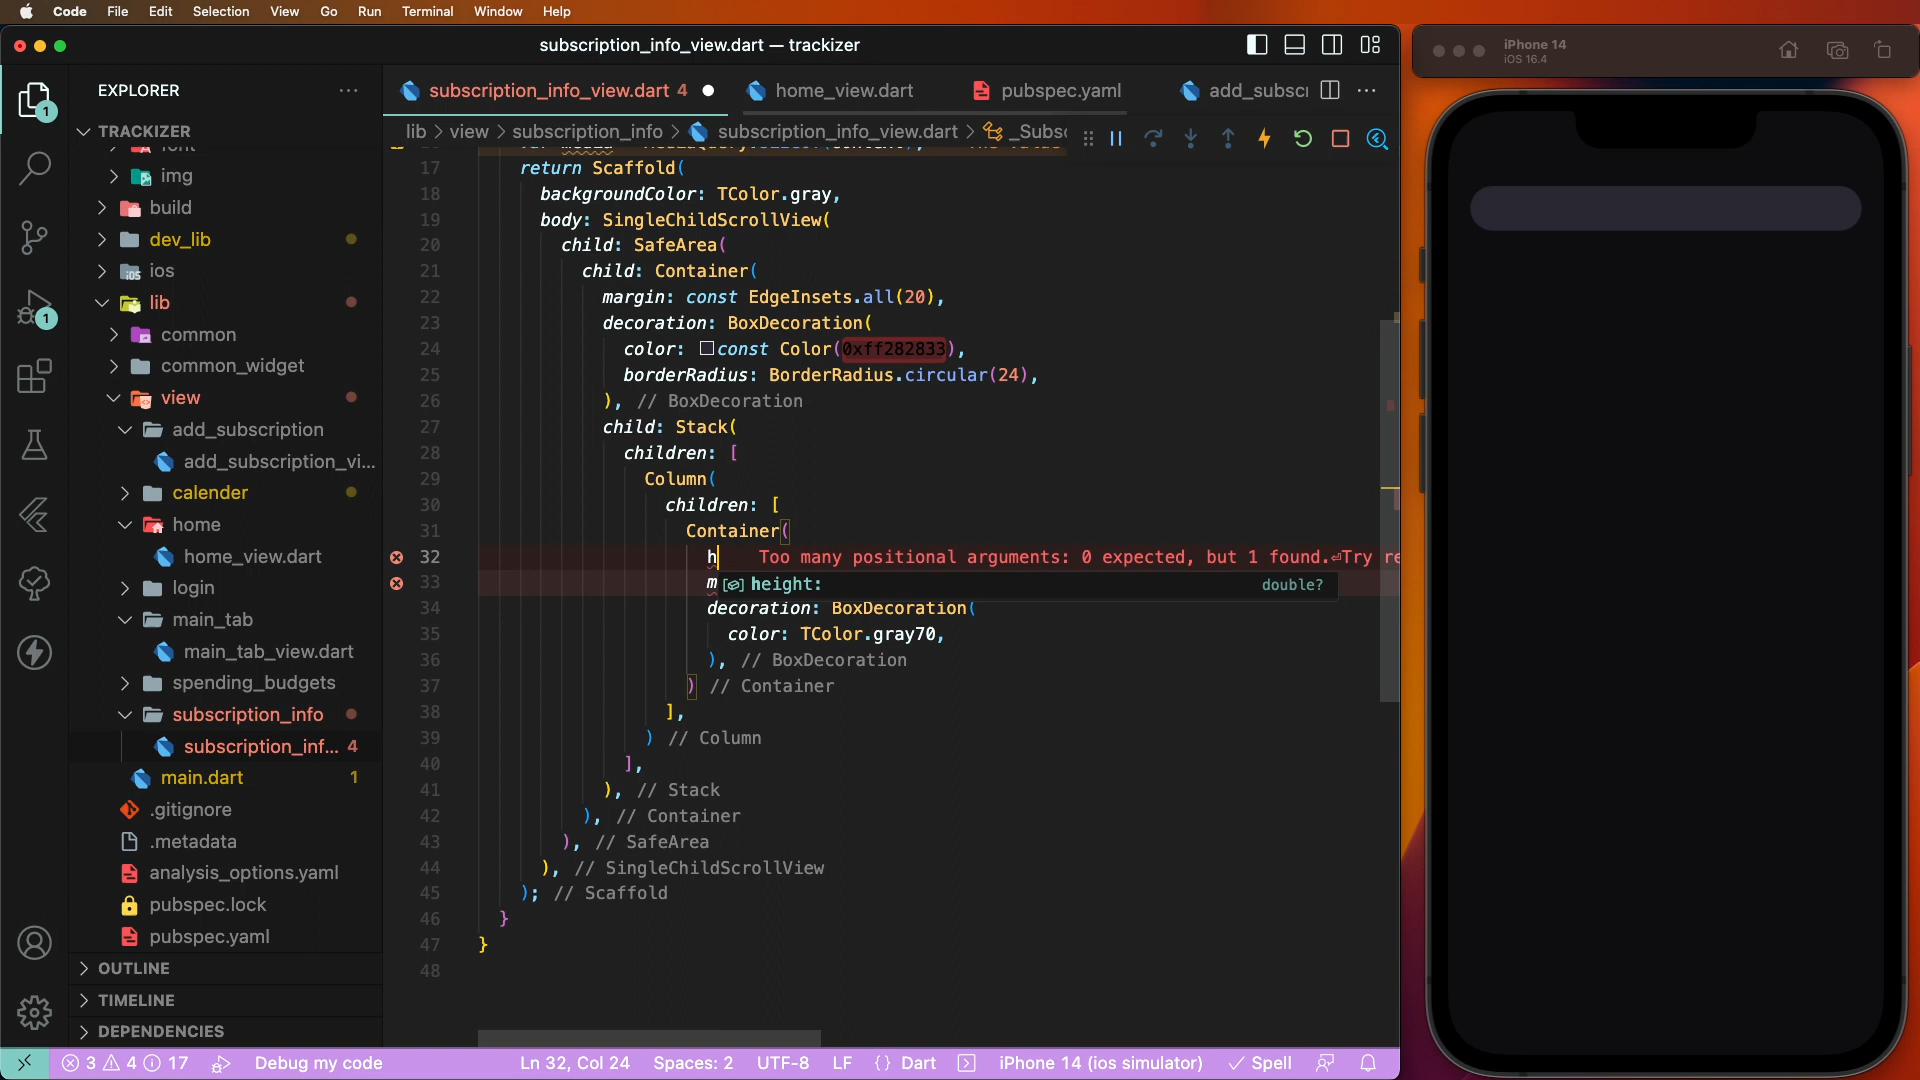 Code File Edit Selection View Go Run Terminal Window Help
subscription_info_view.dart — trackizer
iPhone 14
iOS 16.4
EXPLORER
subscription_info_view.dart 4
home_view.dart
pubspec.yaml
add_subscr
lib > view > subscription_info > subscription_info_view.dart > _Subsc
TRACKIZER
font
img
build
dev_lib
ios
lib
common
common_widget
view
add_subscription
add_subscription_vi...
calender
home
home_view.dart
login
main_tab
main_tab_view.dart
spending_budgets
subscription_info
subscription_inf... 4
main.dart 1
.gitignore
.metadata
analysis_options.yaml
pubspec.lock
pubspec.yaml
OUTLINE
TIMELINE
DEPENDENCIES
1
1
17 return Scaffold(
18 backgroundColor: TColor.gray,
19 body: SingleChildScrollView(
20 child: SafeArea(
21 child: Container(
22 margin: const EdgeInsets.all(20),
23 decoration: BoxDecoration(
24 color: const Color(0xff282833),
25 borderRadius: BorderRadius.circular(24),
26 ), // BoxDecoration
27 child: Stack(
28 children: [
29 Column(
30 children: [
31 Container(
32 h Too many positional arguments: 0 expected, but 1 found.⏎Try re
33 m height: double?
34 decoration: BoxDecoration(
35 color: TColor.gray70,
36 ), // BoxDecoration
37 ) // Container
38 ],
39 ) // Column
40 ],
41 ), // Stack
42 ), // Container
43 ), // SafeArea
44 ), // SingleChildScrollView
45 ); // Scaffold
46 }
47 }
48
3 4 17 Debug my code Ln 32, Col 24 Spaces: 2 UTF-8 LF {} Dart iPhone 14 (ios simulator) Spell